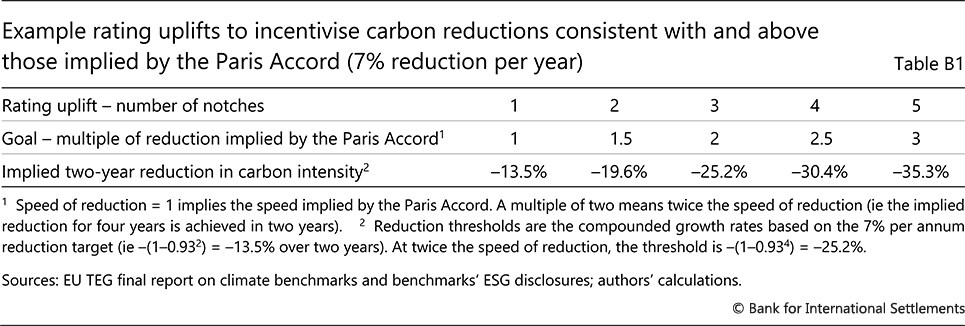 Example rating uplifts to incentivise carbon reductions consistent with and above
those implied by the Paris Accord (7% reduction per year) Table B1
Rating uplift – number of notches 1 2 3 4 5
Goal – multiple of reduction implied by the Paris Accord¹ 1 1.5 2 2.5 3
Implied two-year reduction in carbon intensity² –13.5% –19.6% –25.2% –30.4% –35.3%
¹ Speed of reduction = 1 implies the speed implied by the Paris Accord. A multiple of two means twice the speed of reduction (ie the implied
reduction for four years is achieved in two years). ² Reduction thresholds are the compounded growth rates based on the 7% per annum
reduction target (ie –(1–0.93²) = –13.5% over two years). At twice the speed of reduction, the threshold is –(1–0.93⁴) = –25.2%.
Sources: EU TEG final report on climate benchmarks and benchmarks‘ ESG disclosures; authors’ calculations.
© Bank for International Settlements